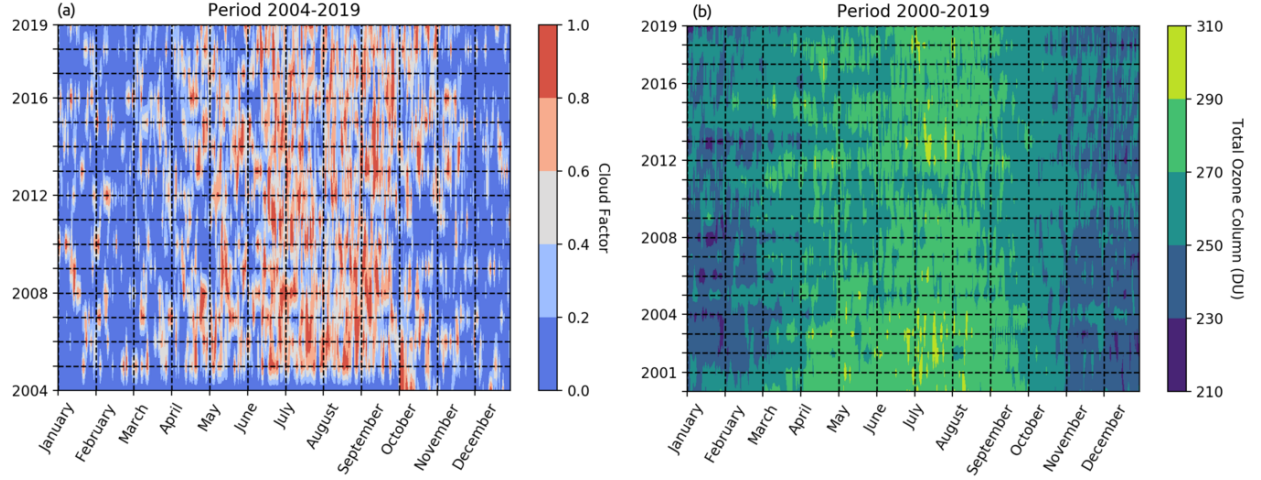 (a)
Period 2004-2019
2019
2016
2012
2008
2004
January
February
March
April
May
June
July
August
September
October
November
December
1.0
0.8
0.6
0.4
0.2
0.0
Cloud Factor
(b)
Period 2000-2019
2019
2016
2012
2008
2004
2001
January
February
March
April
May
June
July
August
September
October
November
December
310
290
270
250
230
210
Total Ozone Column (DU)